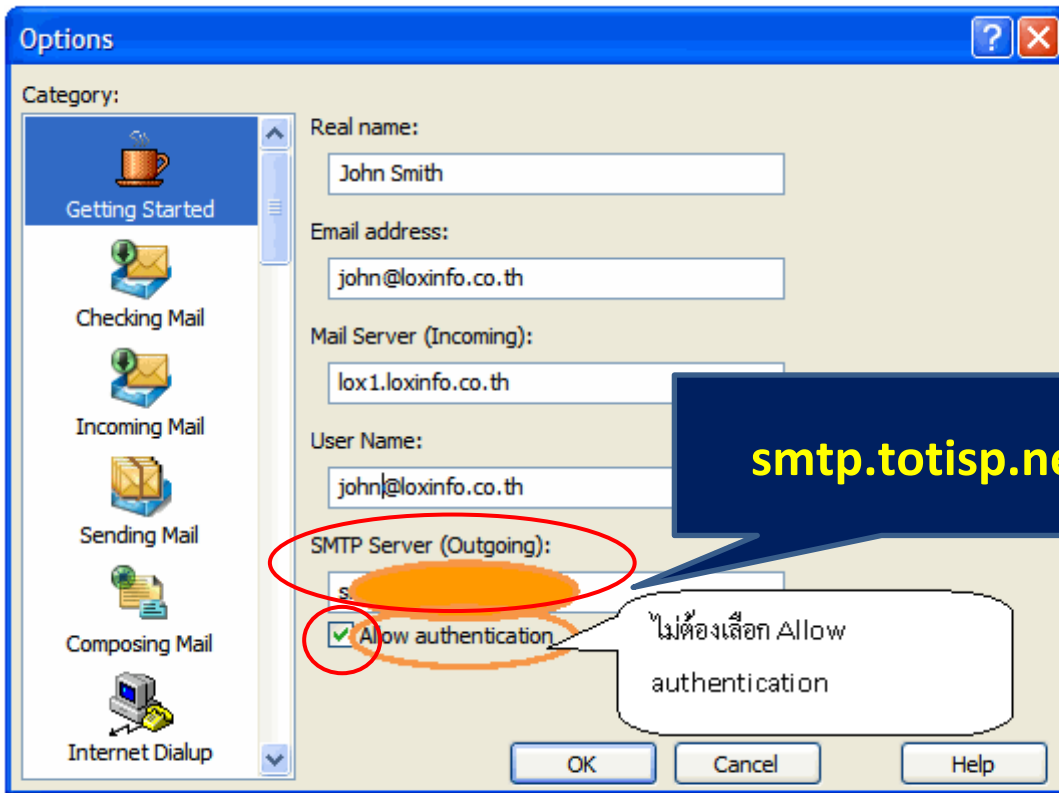 Options
Category:
Getting Started
Checking Mail
Incoming Mail
Sending Mail
Composing Mail
Internet Dialup
Real name:
John Smith
Email address:
john@loxinfo.co.th
Mail Server (Incoming):
lox1.loxinfo.co.th
User Name:
john@loxinfo.co.th
SMTP Server (Outgoing):
s
smtp.totisp.ne
Allow authentication
ไม่ต้องเลือก Allow
authentication
OK
Cancel
Help